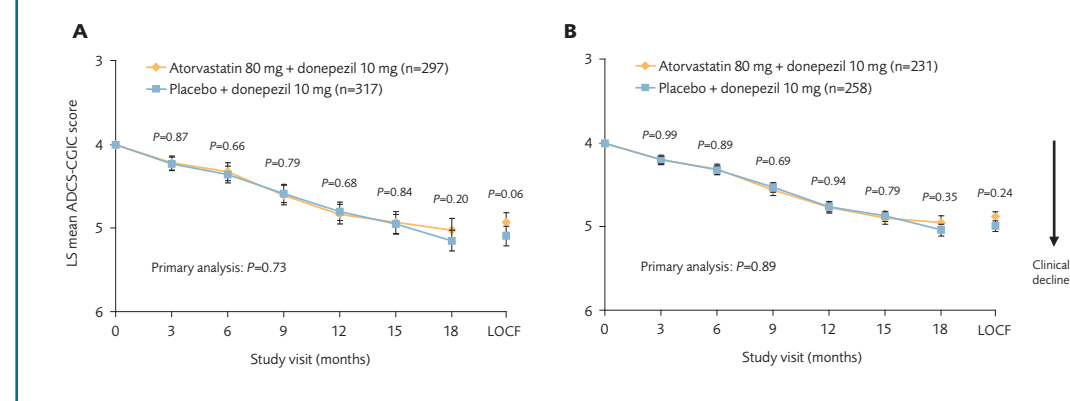 A
3
4
5
6
LS mean ADCS-CGIC score
Atorvastatin 80 mg + donepezil 10 mg (n=297)
Placebo + donepezil 10 mg (n=317)
P=0.87
P=0.66
P=0.79
P=0.68
P=0.84
P=0.20
P=0.06
Primary analysis: P=0.73
0 3 6 9 12 15 18 LOCF
Study visit (months)
B
3
4
5
6
Atorvastatin 80 mg + donepezil 10 mg (n=231)
Placebo + donepezil 10 mg (n=258)
P=0.99
P=0.89
P=0.69
P=0.94
P=0.79
P=0.35
P=0.24
Primary analysis: P=0.89
0 3 6 9 12 15 18 LOCF
Study visit (months)
Clinical
decline